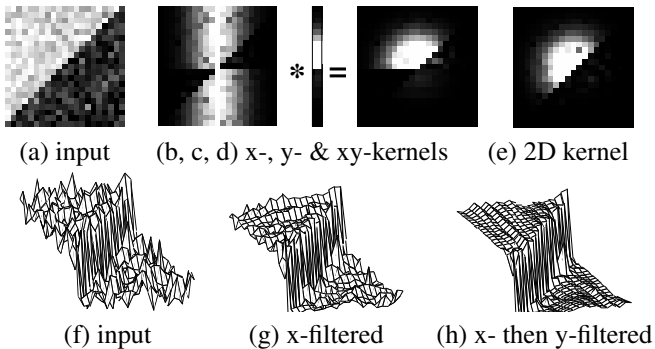 * =
(a) input (b, c, d) x-, y- & xy-kernels (e) 2D kernel
(f) input (g) x-filtered (h) x- then y-filtered